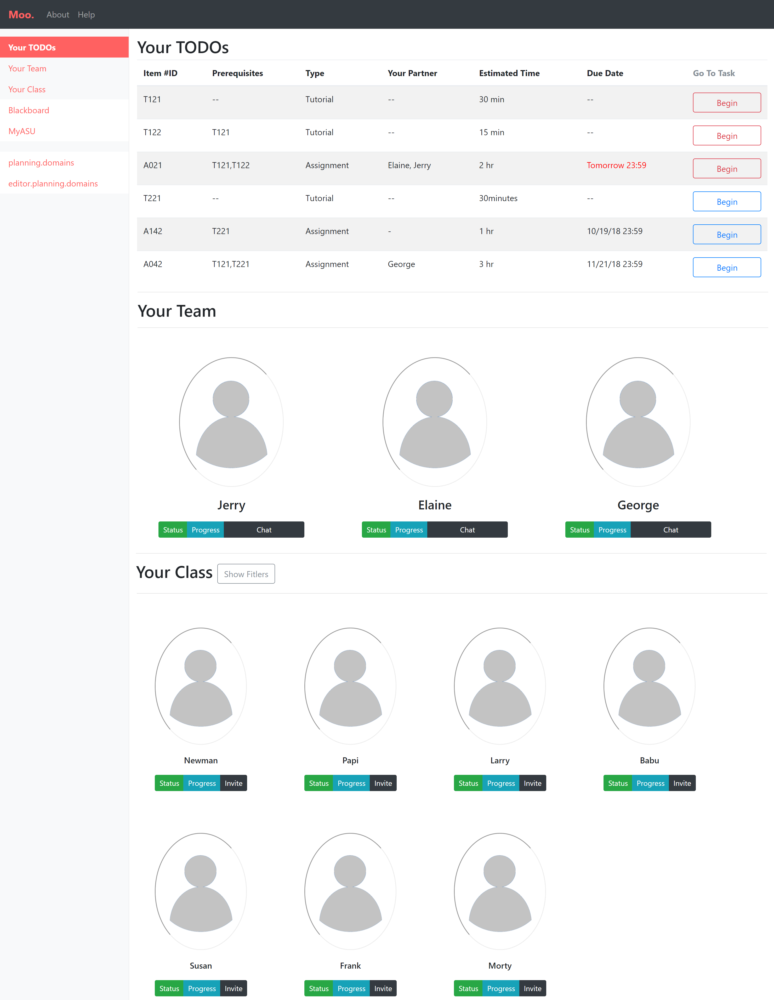 Moo. About Help
Your TODOs
Your Team
Your Class
Blackboard
MyASU
planning.domains
editor.planning.domains
Your TODOs
Item #ID Prerequisites Type Your Partner Estimated Time Due Date Go To Task
T121 -- Tutorial -- 30 min -- Begin
T122 T121 Tutorial -- 15 min -- Begin
A021 T121,T122 Assignment Elaine, Jerry 2 hr Tomorrow 23:59 Begin
T221 -- Tutorial -- 30minutes -- Begin
A142 T221 Assignment - 1 hr 10/19/18 23:59 Begin
A042 T121,T221 Assignment George 3 hr 11/21/18 23:59 Begin
Your Team
Jerry Elaine George
Status Progress Chat Status Progress Chat Status Progress Chat
Your Class Show Fitlers
Newman Papi Larry Babu
Status Progress Invite Status Progress Invite Status Progress Invite Status Progress Invite
Susan Frank Morty
Status Progress Invite Status Progress Invite Status Progress Invite